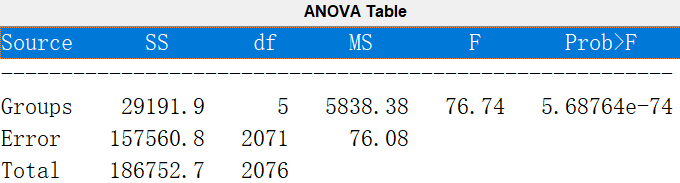 ANOVA Table
Source SS df MS F Prob>F
--------------------------------------------------------
Groups 29191.9 5 5838.38 76.74 5.68764e-74
Error 157560.8 2071 76.08
Total 186752.7 2076